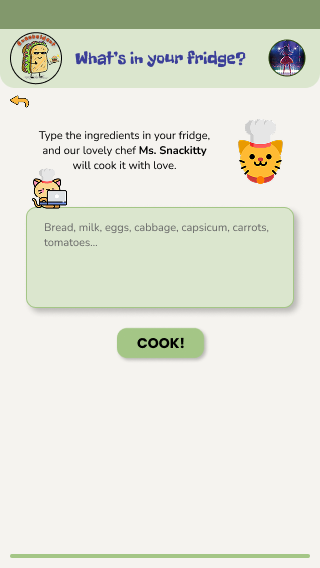 What's in your fridge?
Type the ingredients in your fridge,
and our lovely chef Ms. Snackitty
will cook it with love.
Bread, milk, eggs, cabbage, capsicum, carrots,
tomatoes...
COOK!